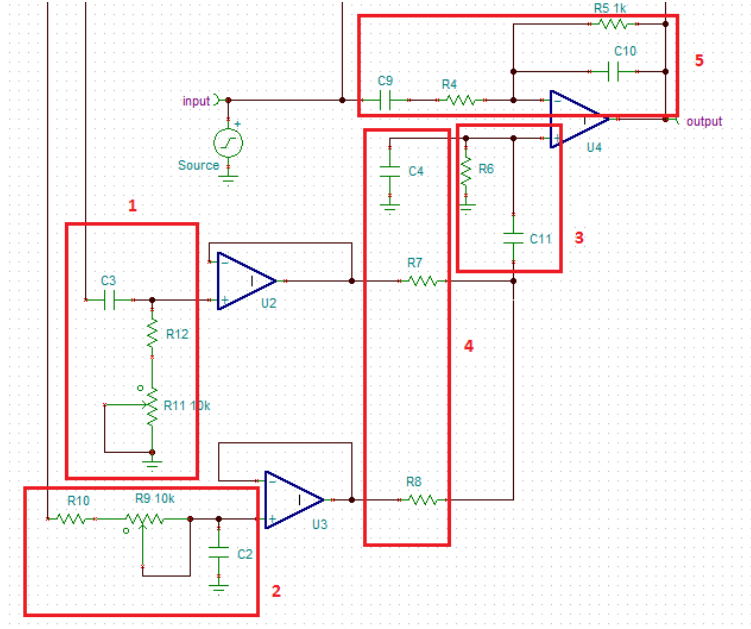 R5 1k
5
C10
C9
R4
input
+
-
output
Source
+
U4
C4
R6
1
3
C11
C3
-
R7
+
U2
R12
4
R11 10k
R8
-
R10
R9 10k
+
U3
C2
2